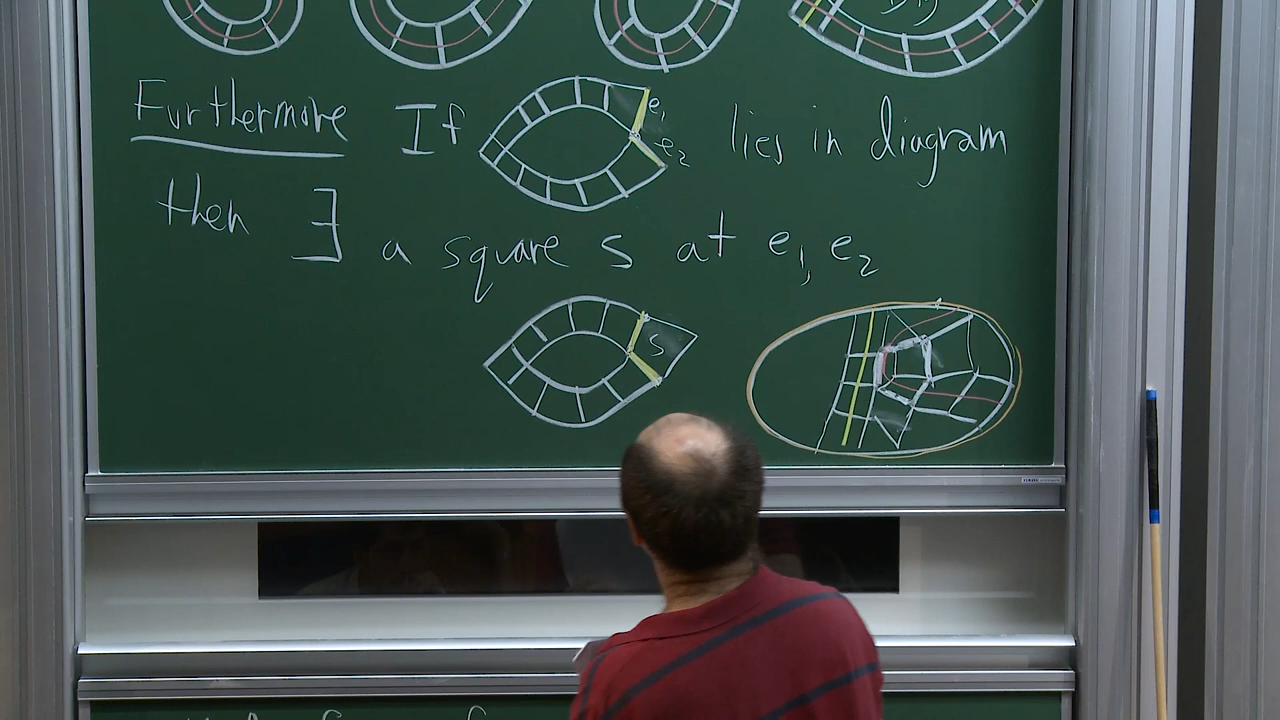 Furthermore If e1 e2 lies in diagram
then ∃ a square s at e1, e2
s